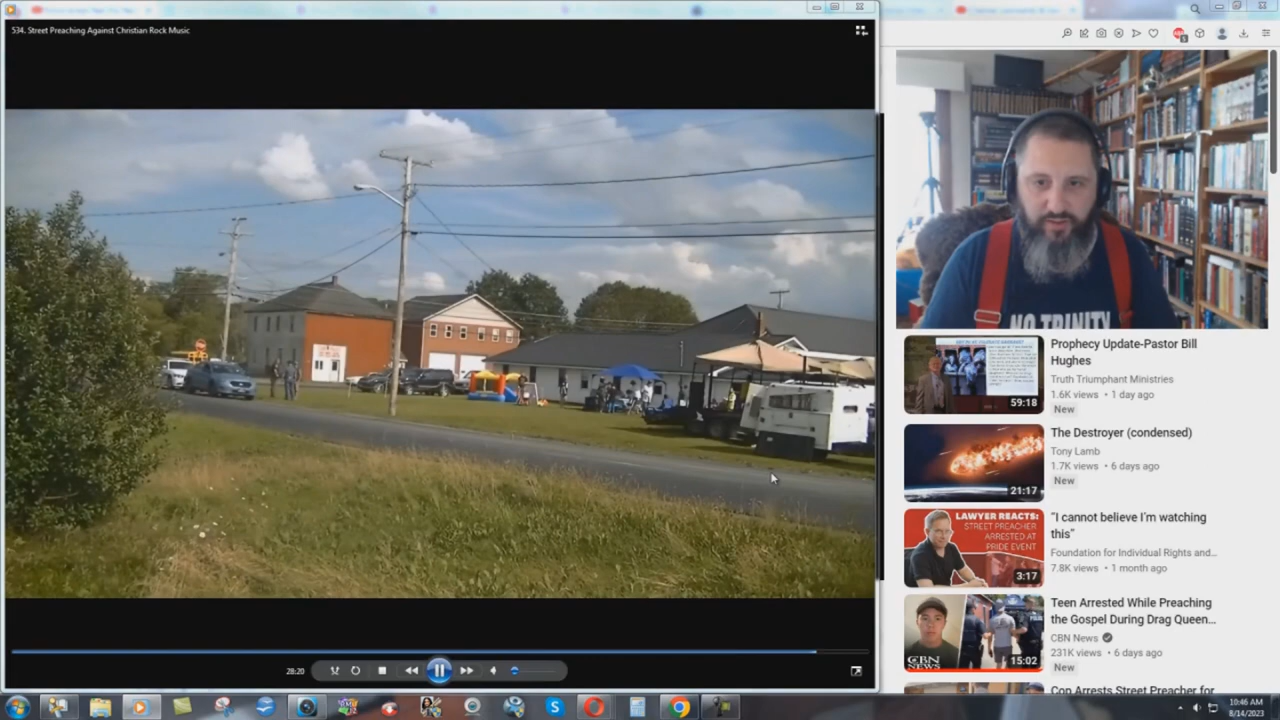 534. Street Preaching Against Christian Rock Music
28:20
NO TRINITY
Prophecy Update-Pastor Bill
Hughes
Truth Triumphant Ministries
1.6K views • 1 day ago
New
59:18
The Destroyer (condensed)
Tony Lamb
1.7K views • 6 days ago
New
21:17
LAWYER REACTS:
STREET PREACHER
ARRESTED AT
PRIDE EVENT
3:17
"I cannot believe I'm watching
this"
Foundation for Individual Rights and...
7.8K views • 1 month ago
CBN
NEWS
15:02
Teen Arrested While Preaching
the Gospel During Drag Queen...
CBN News
231K views • 6 days ago
New
Cop Arrests Street Preacher for
10:46 AM
8/14/2023